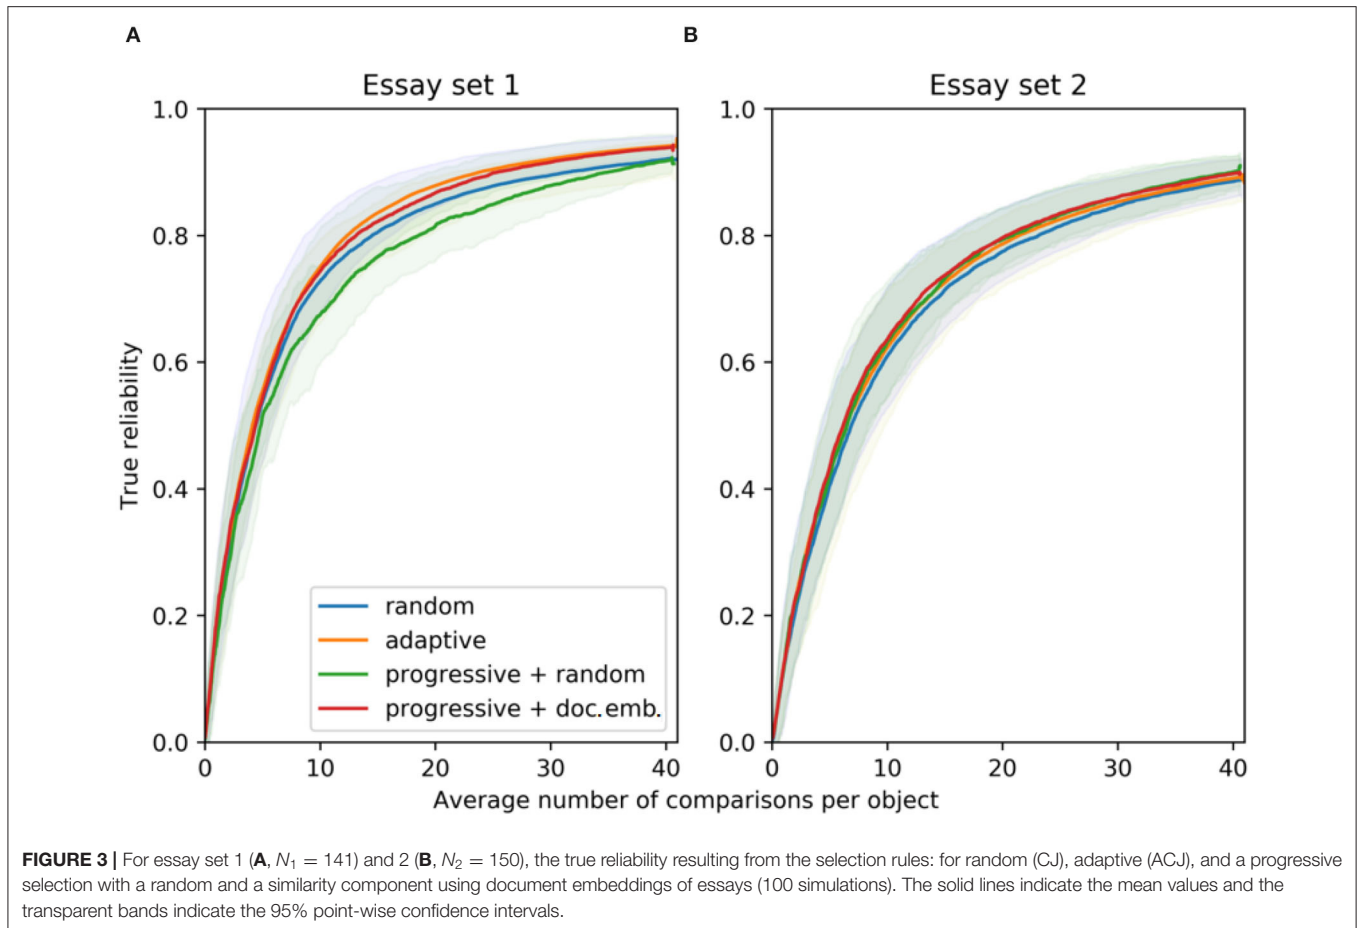 A
B
Essay set 1
Essay set 2
1.0
0.8
0.6
0.4
0.2
0.0
True reliability
random
adaptive
progressive + random
progressive + doc.emb.
0 10 20 30 40
1.0
0.8
0.6
0.4
0.2
0.0
0 10 20 30 40
Average number of comparisons per object
FIGURE 3 | For essay set 1 (A, N₁ = 141) and 2 (B, N₂ = 150), the true reliability resulting from the selection rules: for random (CJ), adaptive (ACJ), and a progressive
selection with a random and a similarity component using document embeddings of essays (100 simulations). The solid lines indicate the mean values and the
transparent bands indicate the 95% point-wise confidence intervals.